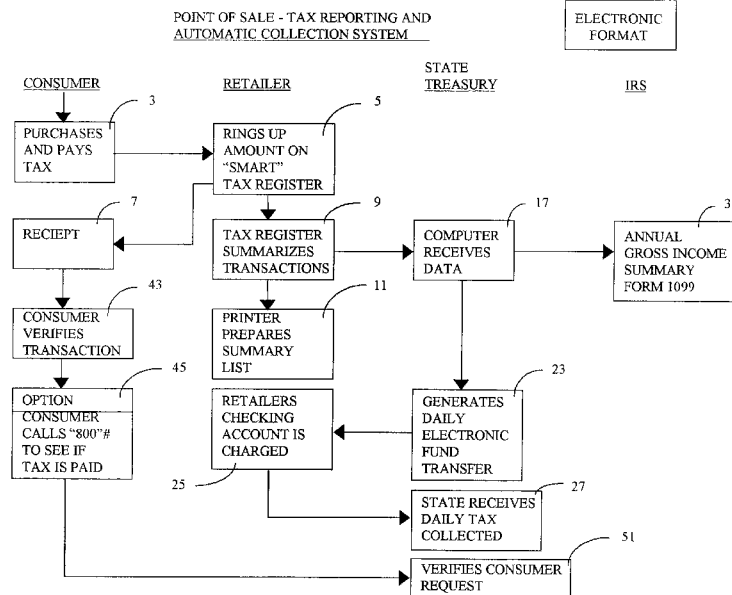 POINT OF SALE - TAX REPORTING AND
AUTOMATIC COLLECTION SYSTEM
ELECTRONIC
FORMAT
CONSUMER
RETAILER
STATE
TREASURY
IRS
3
PURCHASES
AND PAYS
TAX
5
RINGS UP
AMOUNT ON
“SMART”
TAX REGISTER
7
RECIEPT
9
TAX REGISTER
SUMMARIZES
TRANSACTIONS
17
COMPUTER
RECEIVES
DATA
3
ANNUAL
GROSS INCOME
SUMMARY
FORM 1099
43
CONSUMER
VERIFIES
TRANSACTION
11
PRINTER
PREPARES
SUMMARY
LIST
45
OPTION
CONSUMER
CALLS “800”#
TO SEE IF
TAX IS PAID
RETAILERS
CHECKING
ACCOUNT IS
CHARGED
25
23
GENERATES
DAILY
ELECTRONIC
FUND
TRANSFER
27
STATE RECEIVES
DAILY TAX
COLLECTED
51
VERIFIES CONSUMER
REQUEST